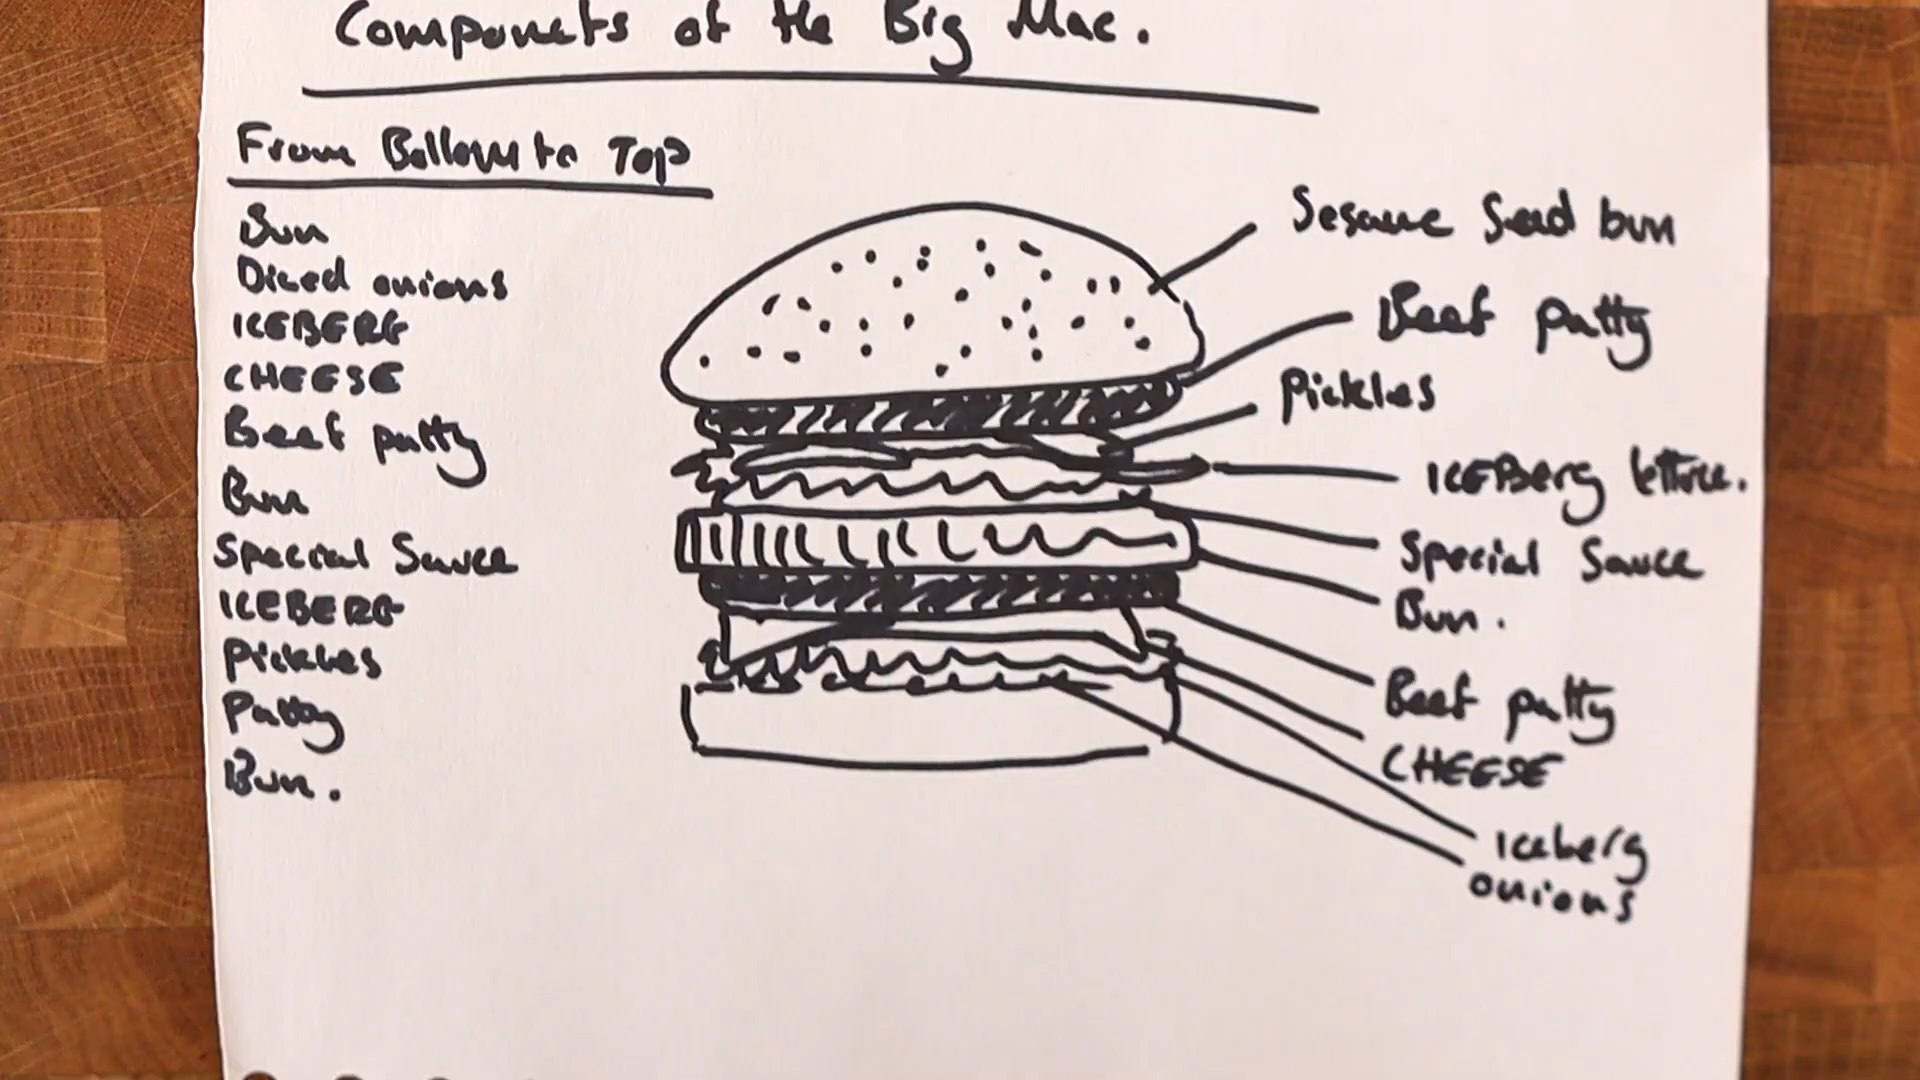 Components of the Big Mac.
From Bottom to Top
Bun
Diced onions
ICEBERG
CHEESE
Beef patty
Bun
Special Sauce
ICEBERG
Pickles
Patty
Bun.
Sesame Seed bun
Beef patty
Pickles
ICEBerg lettuce.
Special Sauce
Bun.
Beef patty
CHEESE
Iceberg
onions